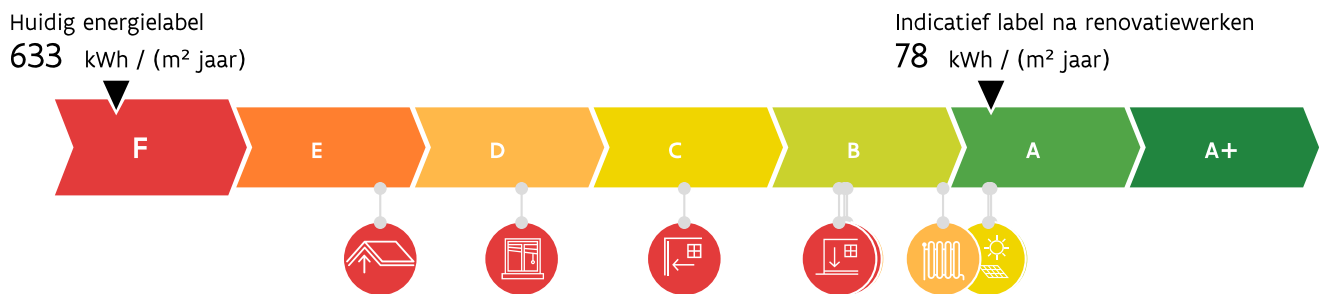 Huidig energielabel
633 kWh / (m² jaar)
Indicatief label na renovatiewerken
78 kWh / (m² jaar)
F E D C B A A+